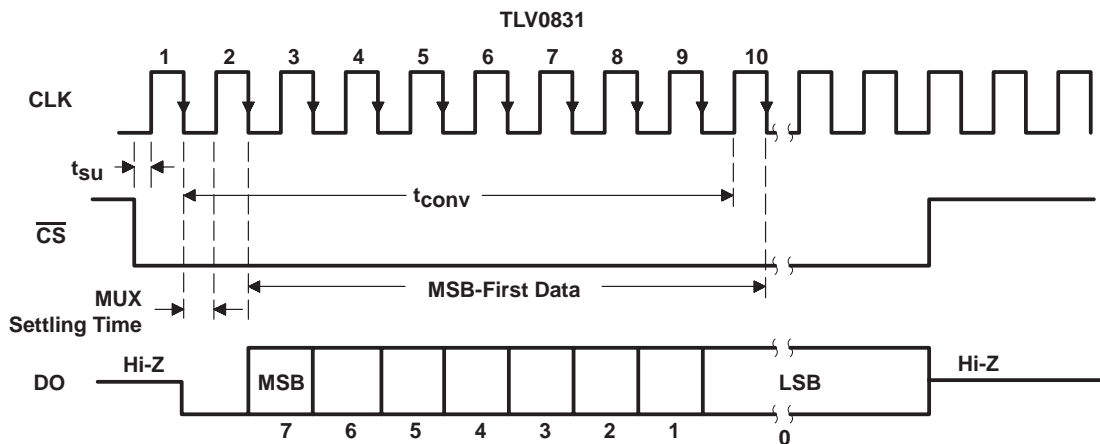 TLV0831
1 2 3 4 5 6 7 8 9 10
CLK
tsu
tconv
CS
MSB-First Data
MUX
Settling Time
Hi-Z
Hi-Z
DO
MSB
LSB
7 6 5 4 3 2 1 0